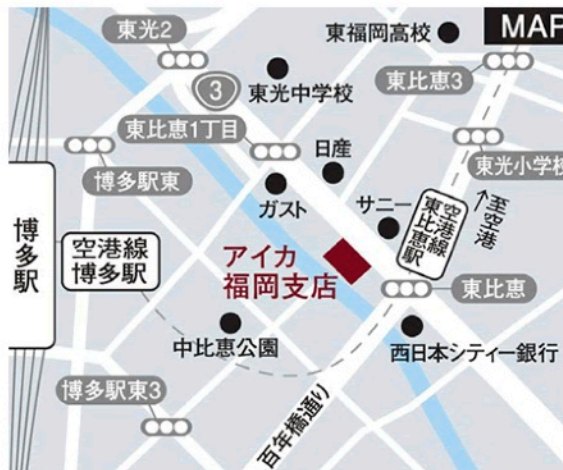 東光2
東福岡高校
MAP
3
東光中学校
東比恵3
東比恵1丁目
日産
東光小学校
博多駅東
ガスト
サニー
空港線
東比恵駅
至空港
博多駅
空港線
博多駅
アイカ
福岡支店
東比恵
中比恵公園
西日本シティー銀行
博多駅東3
百年橋通り